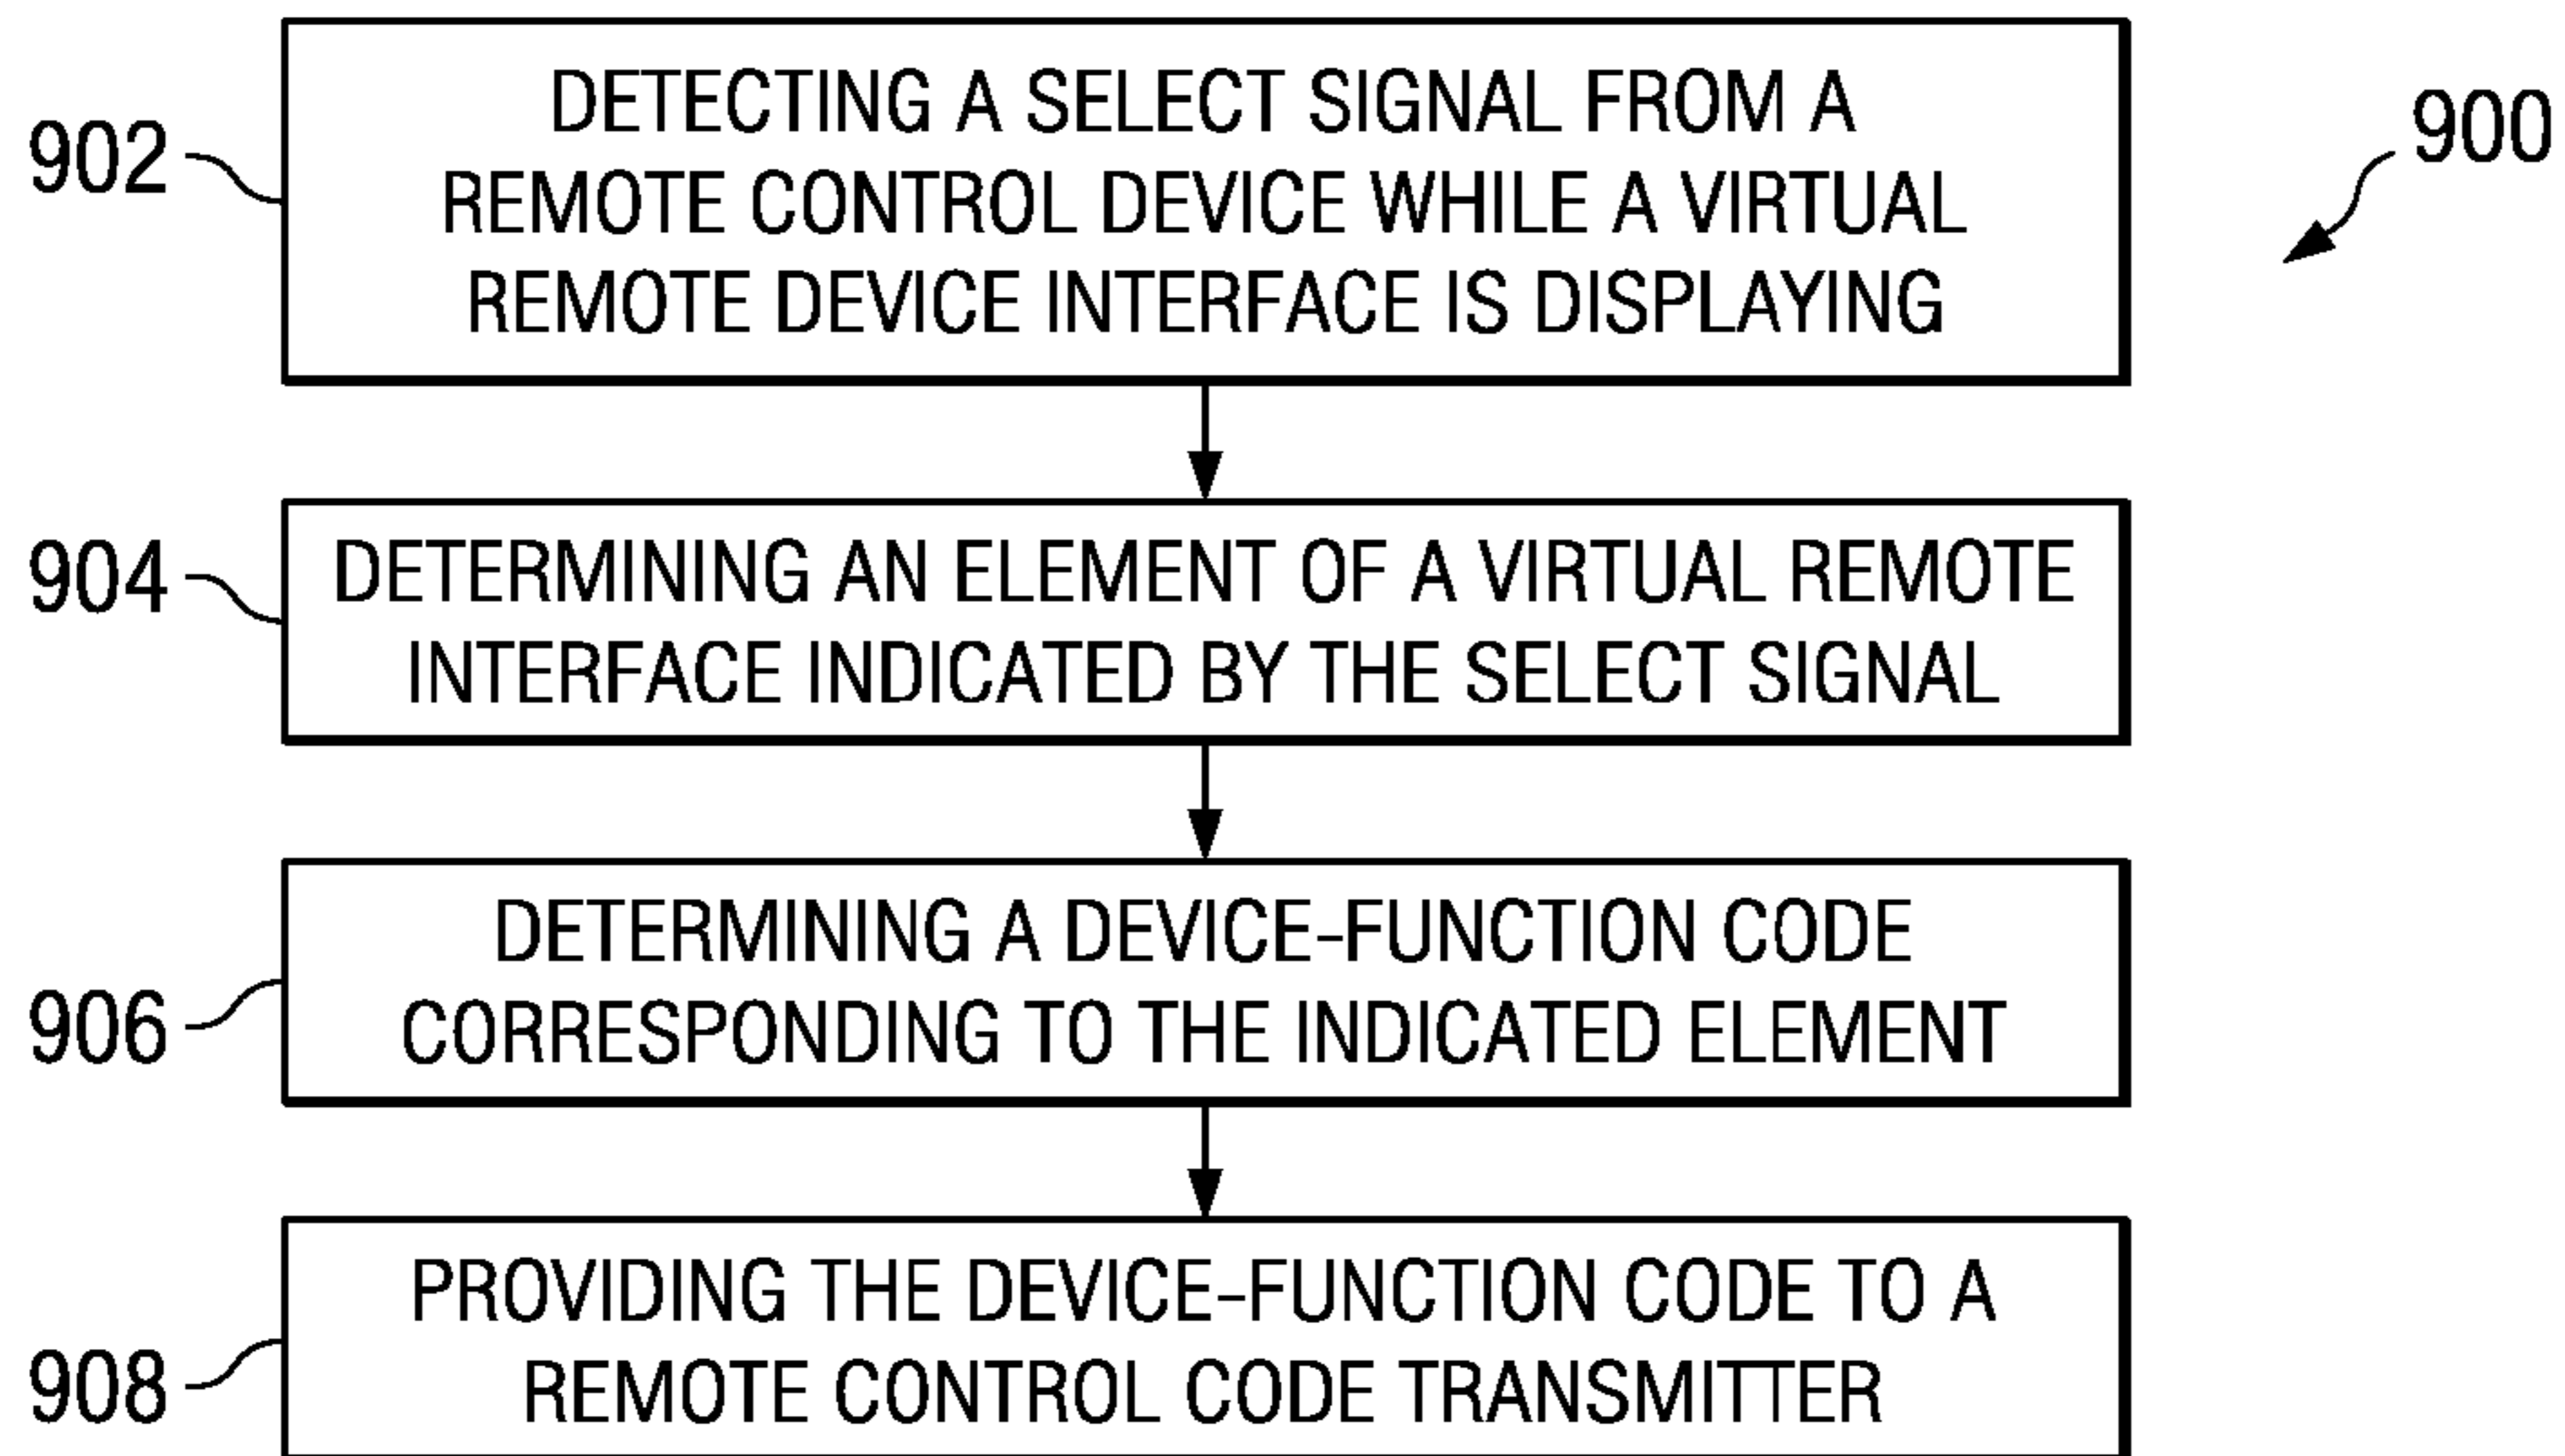 DETECTING A SELECT SIGNAL FROM A
REMOTE CONTROL DEVICE WHILE A VIRTUAL
REMOTE DEVICE INTERFACE IS DISPLAYING
902
900
DETERMINING AN ELEMENT OF A VIRTUAL REMOTE
INTERFACE INDICATED BY THE SELECT SIGNAL
904
DETERMINING A DEVICE-FUNCTION CODE
CORRESPONDING TO THE INDICATED ELEMENT
906
PROVIDING THE DEVICE-FUNCTION CODE TO A
REMOTE CONTROL CODE TRANSMITTER
908